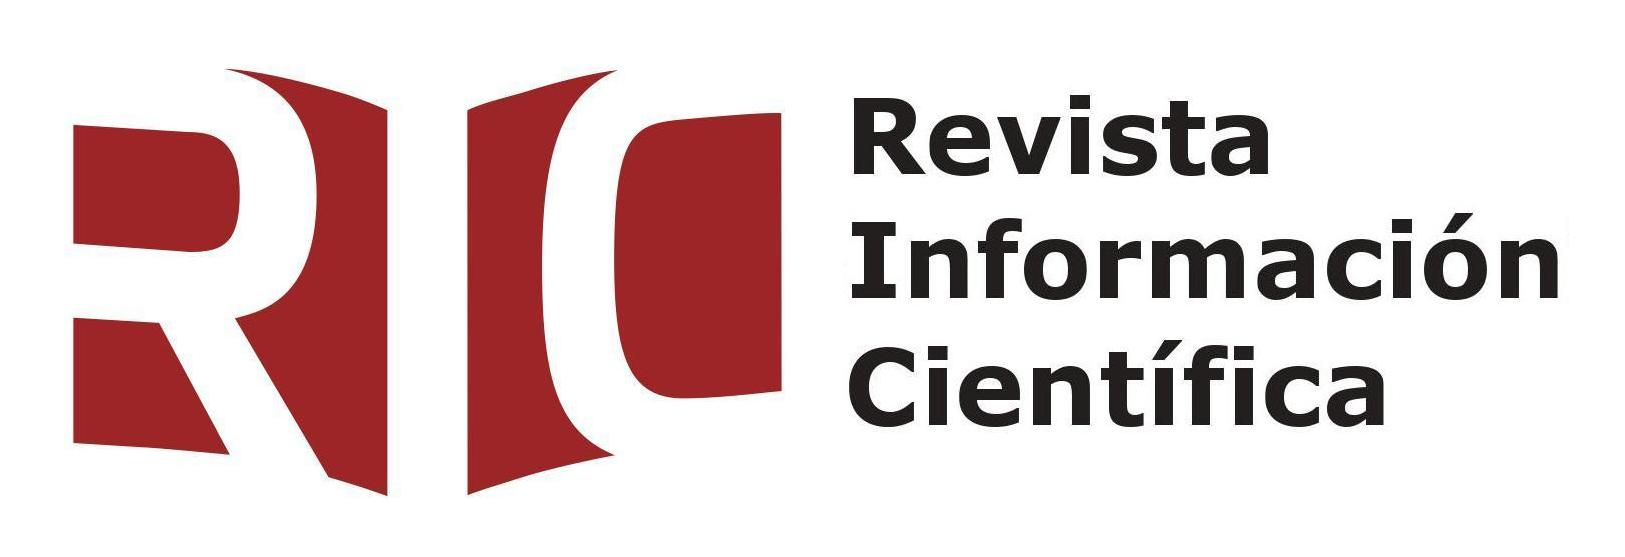 RIC
Revista
Información
Científica